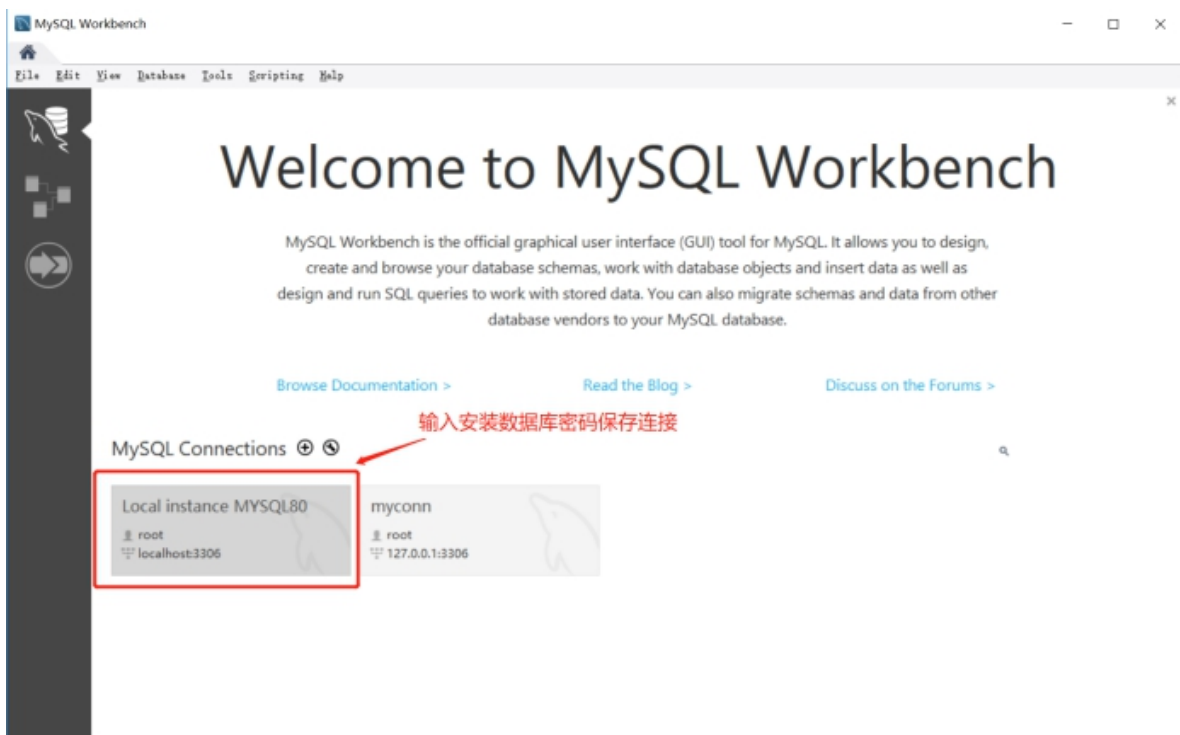 MySQL Workbench
File Edit View Database Tools Scripting Help
Welcome to MySQL Workbench
MySQL Workbench is the official graphical user interface (GUI) tool for MySQL. It allows you to design,
create and browse your database schemas, work with database objects and insert data as well as
design and run SQL queries to work with stored data. You can also migrate schemas and data from other
database vendors to your MySQL database.
Browse Documentation > Read the Blog > Discuss on the Forums >
输入安装数据库密码保存连接
MySQL Connections
Local instance MYSQL80
root
localhost:3306
myconn
root
127.0.0.1:3306